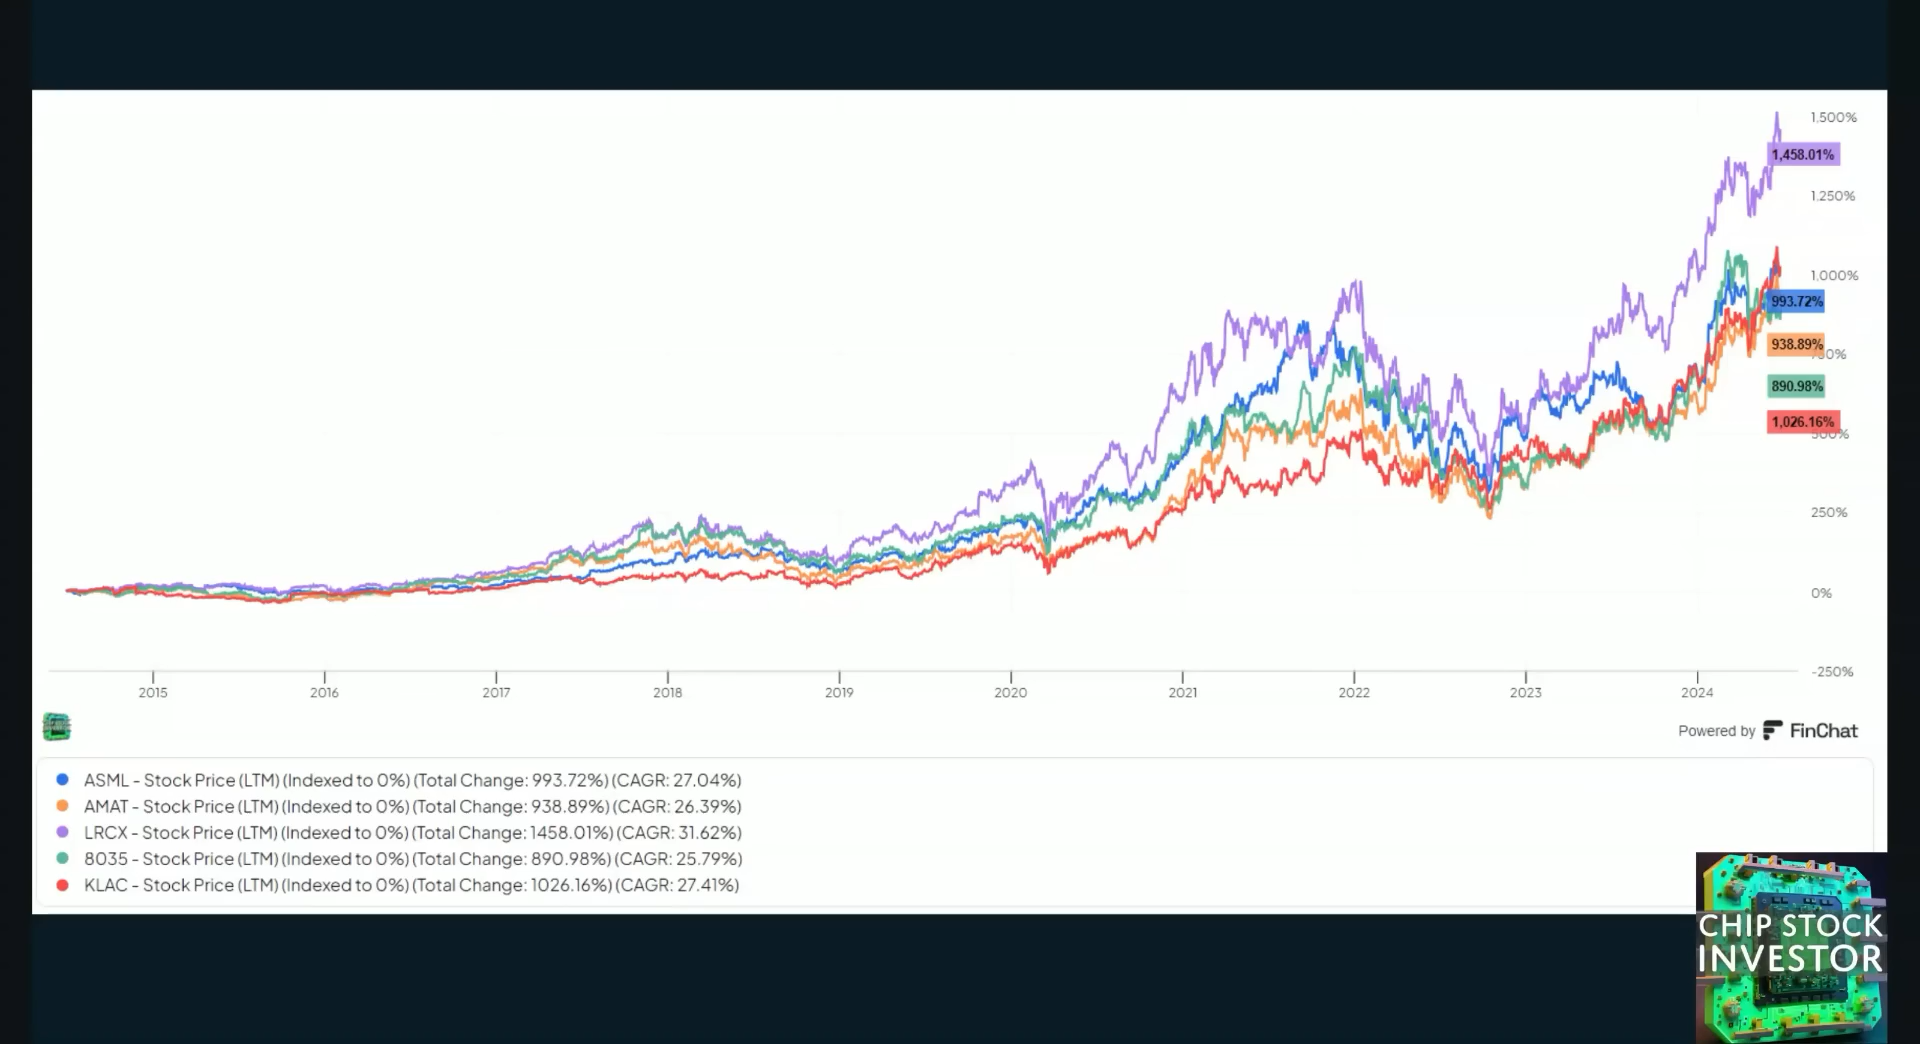 1,500%
1,458.01%
1,250%
1,000%
993.72%
938.89%
890.98%
1,026.16%
500%
250%
0%
-250%
2015 2016 2017 2018 2019 2020 2021 2022 2023 2024
Powered by FinChat
ASML - Stock Price (LTM) (Indexed to 0%) (Total Change: 993.72%) (CAGR: 27.04%)
AMAT - Stock Price (LTM) (Indexed to 0%) (Total Change: 938.89%) (CAGR: 26.39%)
LRCX - Stock Price (LTM) (Indexed to 0%) (Total Change: 1458.01%) (CAGR: 31.62%)
8035 - Stock Price (LTM) (Indexed to 0%) (Total Change: 890.98%) (CAGR: 25.79%)
KLAC - Stock Price (LTM) (Indexed to 0%) (Total Change: 1026.16%) (CAGR: 27.41%)
CHIP STOCK
INVESTOR